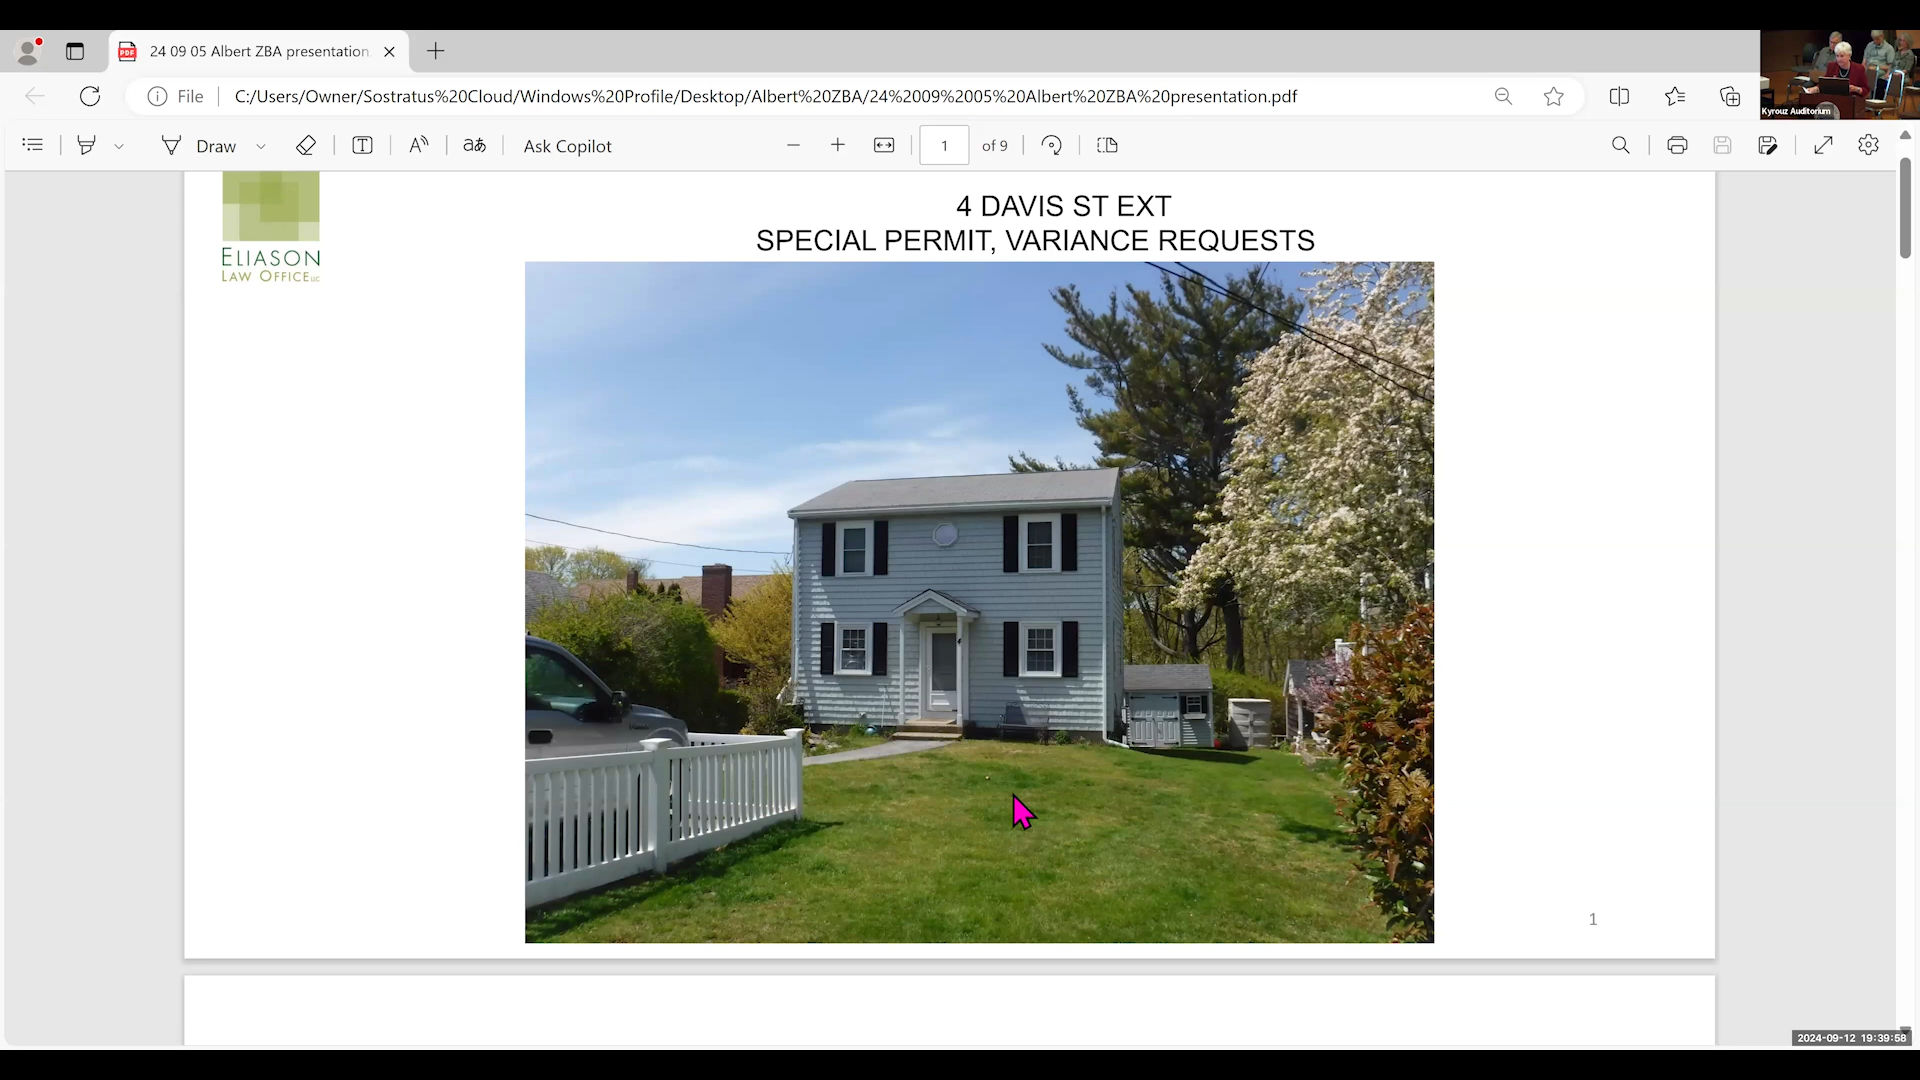 24 09 05 Albert ZBA presentation
File
C:/Users/Owner/Sostratus%20Cloud/Windows%20Profile/Desktop/Albert%20ZBA/24%2009%2005%20Albert%20ZBA%20presentation.pdf
Kyrouz Auditorium
Draw
Ask Copilot
1
of 9
4 DAVIS ST EXT
SPECIAL PERMIT, VARIANCE REQUESTS
ELIASON
LAW OFFICE LLC
4
1
2024-09-12 19:39:58